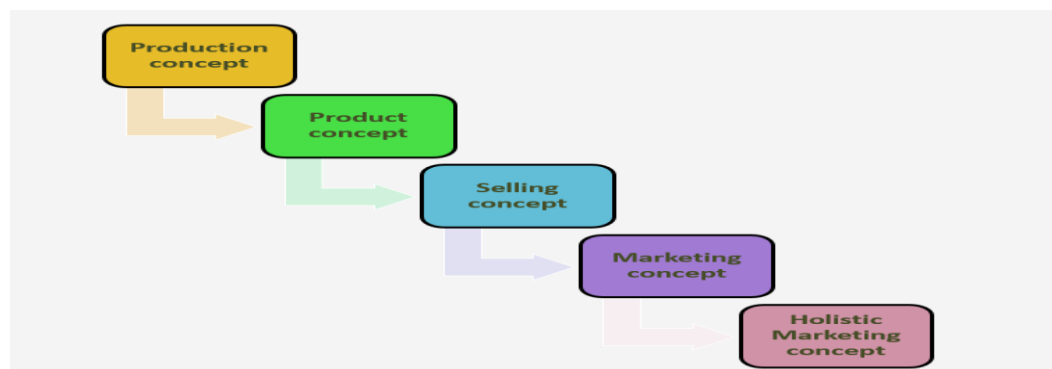 Production
concept
Product
concept
Selling
concept
Marketing
concept
Holistic
Marketing
concept